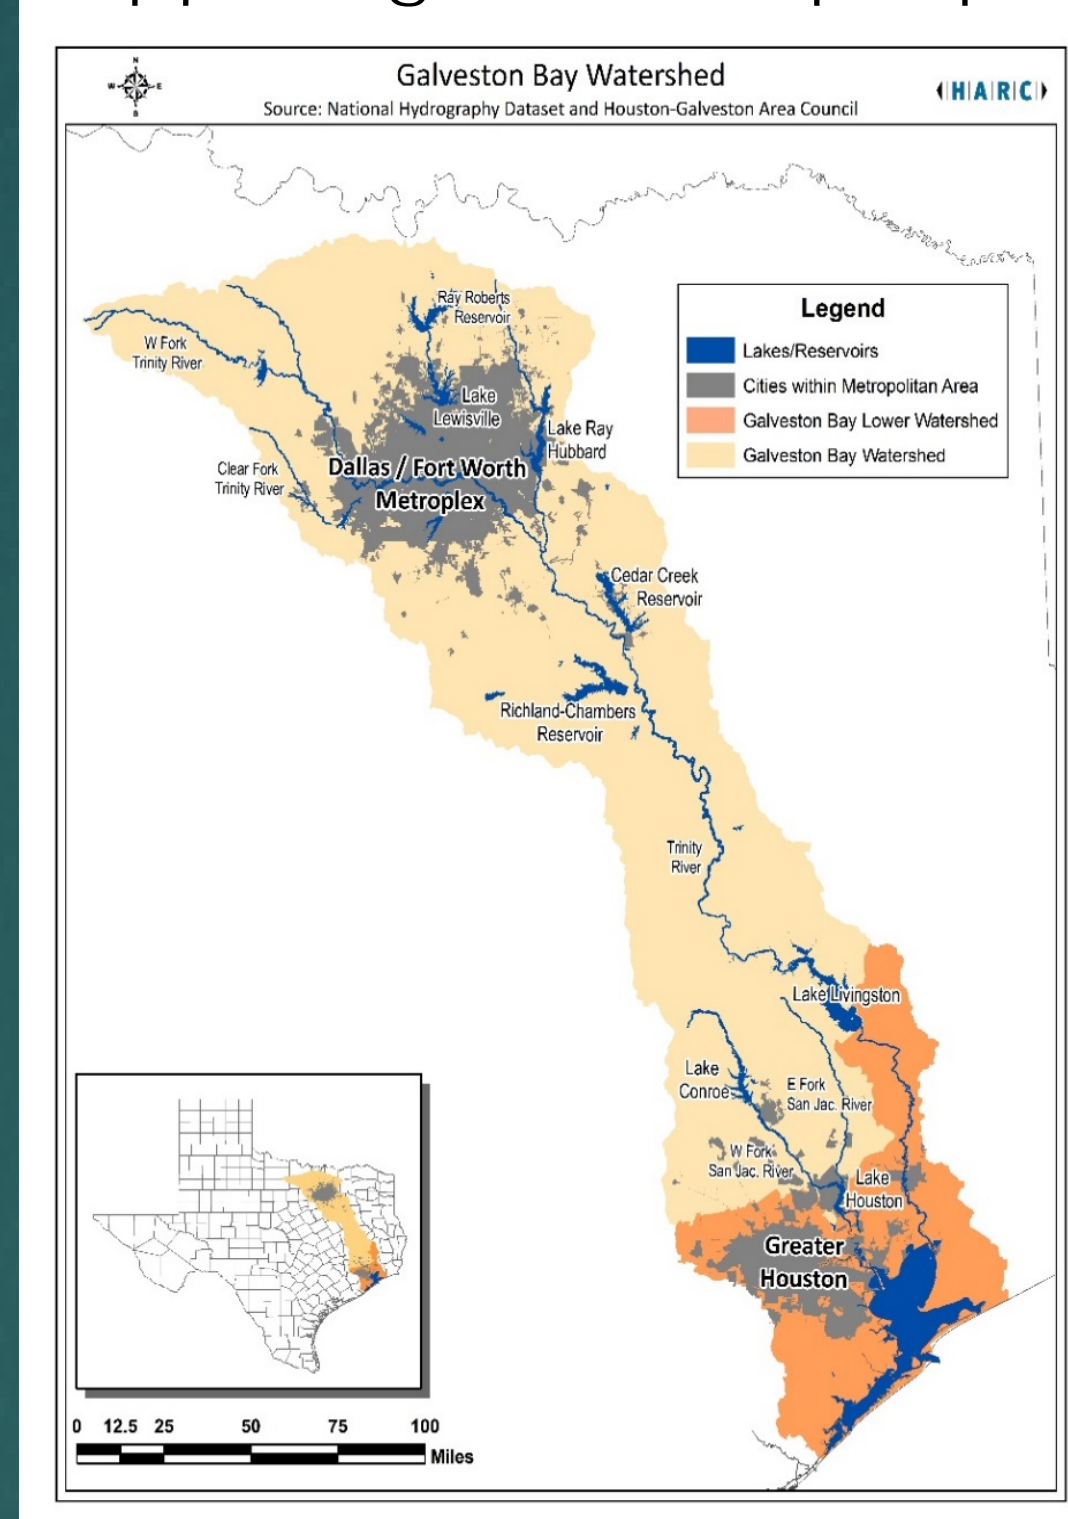 N
W E
S
Galveston Bay Watershed
Source: National Hydrography Dataset and Houston-Galveston Area Council
HARC
Legend
Lakes/Reservoirs
Cities within Metropolitan Area
Galveston Bay Lower Watershed
Galveston Bay Watershed
Ray Roberts
Reservoir
W Fork
Trinity River
Lake
Lewisville
Lake Ray
Hubbard
Clear Fork
Trinity River
Dallas / Fort Worth
Metroplex
Cedar Creek
Reservoir
Richland-Chambers
Reservoir
Trinity
River
Lake Livingston
Lake
Conroe
E Fork
San Jac. River
W Fork
San Jac. River
Lake
Houston
Greater
Houston
0 12.5 25 50 75 100
Miles